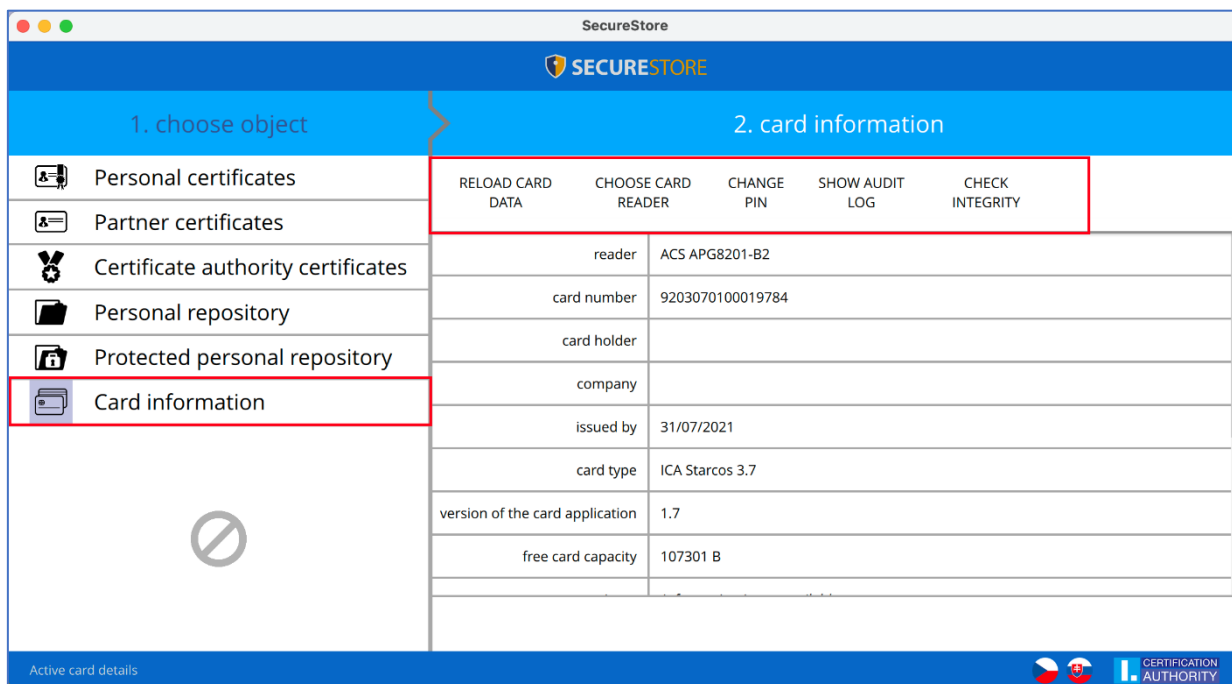 SecureStore
SECURESTORE
1. choose object
2. card information
Personal certificates
Partner certificates
Certificate authority certificates
Personal repository
Protected personal repository
Card information
RELOAD CARD DATA
CHOOSE CARD READER
CHANGE PIN
SHOW AUDIT LOG
CHECK INTEGRITY
reader ACS APG8201-B2
card number 9203070100019784
card holder
company
issued by 31/07/2021
card type ICA Starcos 3.7
version of the card application 1.7
free card capacity 107301 B
Active card details
I. CERTIFICATION
AUTHORITY